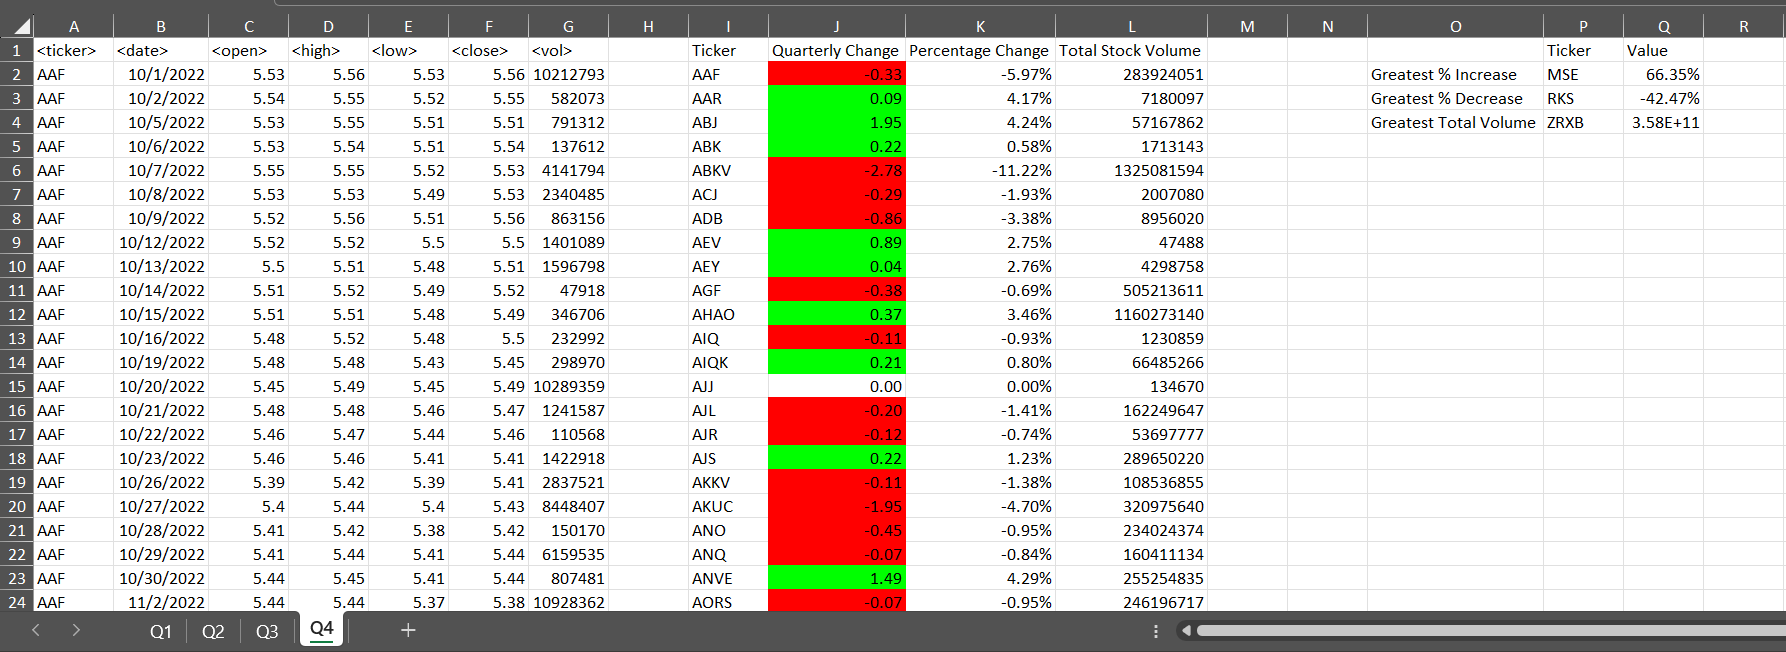 A B C D E F G H I J K L M N O P Q R
1 <ticker> <date> <open> <high> <low> <close> <vol> Ticker Quarterly Change Percentage Change Total Stock Volume Ticker Value
2 AAF 10/1/2022 5.53 5.56 5.53 5.56 10212793 AAF -0.33 -5.97% 283924051 Greatest % Increase MSE 66.35%
3 AAF 10/2/2022 5.54 5.55 5.52 5.55 582073 AAR 0.09 4.17% 7180097 Greatest % Decrease RKS -42.47%
4 AAF 10/5/2022 5.53 5.55 5.51 5.51 791312 ABJ 1.95 4.24% 57167862 Greatest Total Volume ZRXB 3.58E+11
5 AAF 10/6/2022 5.53 5.54 5.51 5.54 137612 ABK 0.22 0.58% 1713143
6 AAF 10/7/2022 5.55 5.55 5.52 5.53 4141794 ABKV -2.78 -11.22% 1325081594
7 AAF 10/8/2022 5.53 5.53 5.49 5.53 2340485 ACJ -0.29 -1.93% 2007080
8 AAF 10/9/2022 5.52 5.56 5.51 5.56 863156 ADB -0.86 -3.38% 8956020
9 AAF 10/12/2022 5.52 5.52 5.5 5.5 1401089 AEV 0.89 2.75% 47488
10 AAF 10/13/2022 5.5 5.51 5.48 5.51 1596798 AEY 0.04 2.76% 4298758
11 AAF 10/14/2022 5.51 5.52 5.49 5.52 47918 AGF -0.38 -0.69% 505213611
12 AAF 10/15/2022 5.51 5.51 5.48 5.49 346706 AHAO 0.37 3.46% 1160273140
13 AAF 10/16/2022 5.48 5.52 5.48 5.5 232992 AIQ -0.11 -0.93% 1230859
14 AAF 10/19/2022 5.48 5.48 5.43 5.45 298970 AIQK 0.21 0.80% 66485266
15 AAF 10/20/2022 5.45 5.49 5.45 5.49 10289359 AJJ 0.00 0.00% 134670
16 AAF 10/21/2022 5.48 5.48 5.46 5.47 1241587 AJL -0.20 -1.41% 162249647
17 AAF 10/22/2022 5.46 5.47 5.44 5.46 110568 AJR -0.12 -0.74% 53697777
18 AAF 10/23/2022 5.46 5.46 5.41 5.41 1422918 AJS 0.22 1.23% 289650220
19 AAF 10/26/2022 5.39 5.42 5.39 5.41 2837521 AKKV -0.11 -1.38% 108536855
20 AAF 10/27/2022 5.4 5.44 5.4 5.43 8448407 AKUC -1.95 -4.70% 320975640
21 AAF 10/28/2022 5.41 5.42 5.38 5.42 150170 ANO -0.45 -0.95% 234024374
22 AAF 10/29/2022 5.41 5.44 5.41 5.44 6159535 ANQ -0.07 -0.84% 160411134
23 AAF 10/30/2022 5.44 5.45 5.41 5.44 807481 ANVE 1.49 4.29% 255254835
24 AAF 11/2/2022 5.44 5.44 5.37 5.38 10928362 AORS -0.07 -0.95% 246196717
Q1 Q2 Q3 Q4